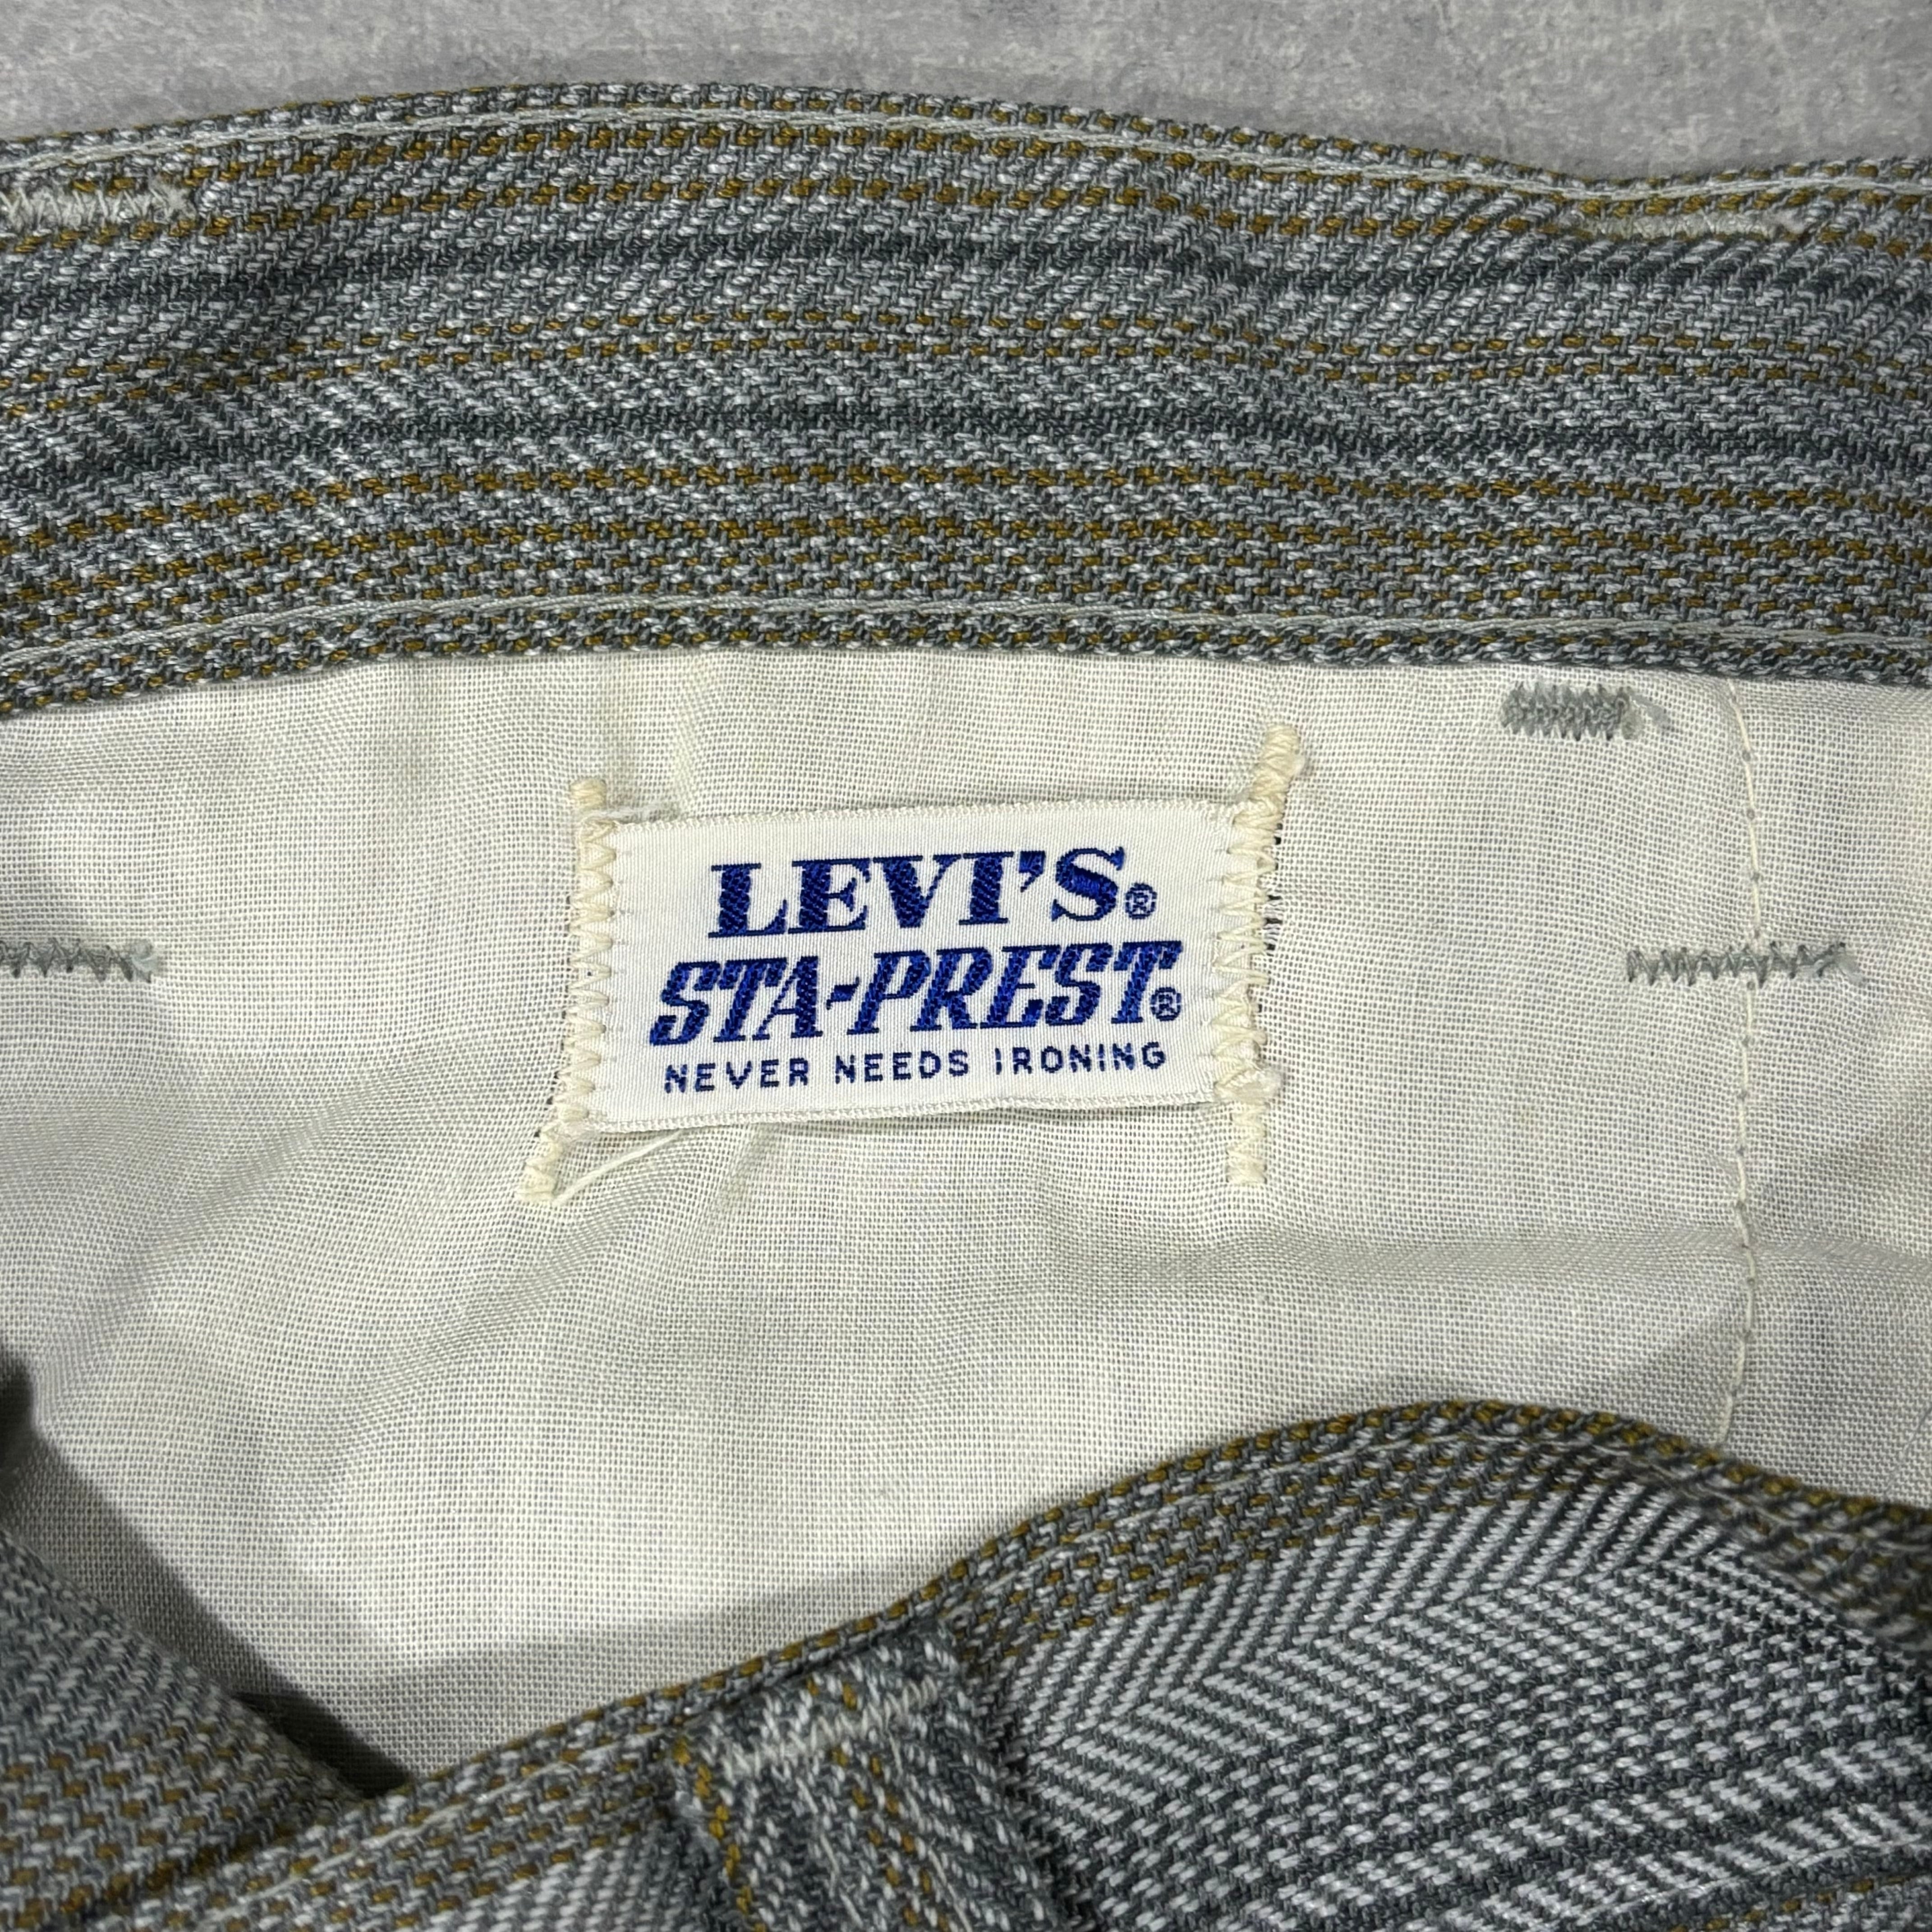 LEVI'S®
STA-PREST®
NEVER NEEDS IRONING